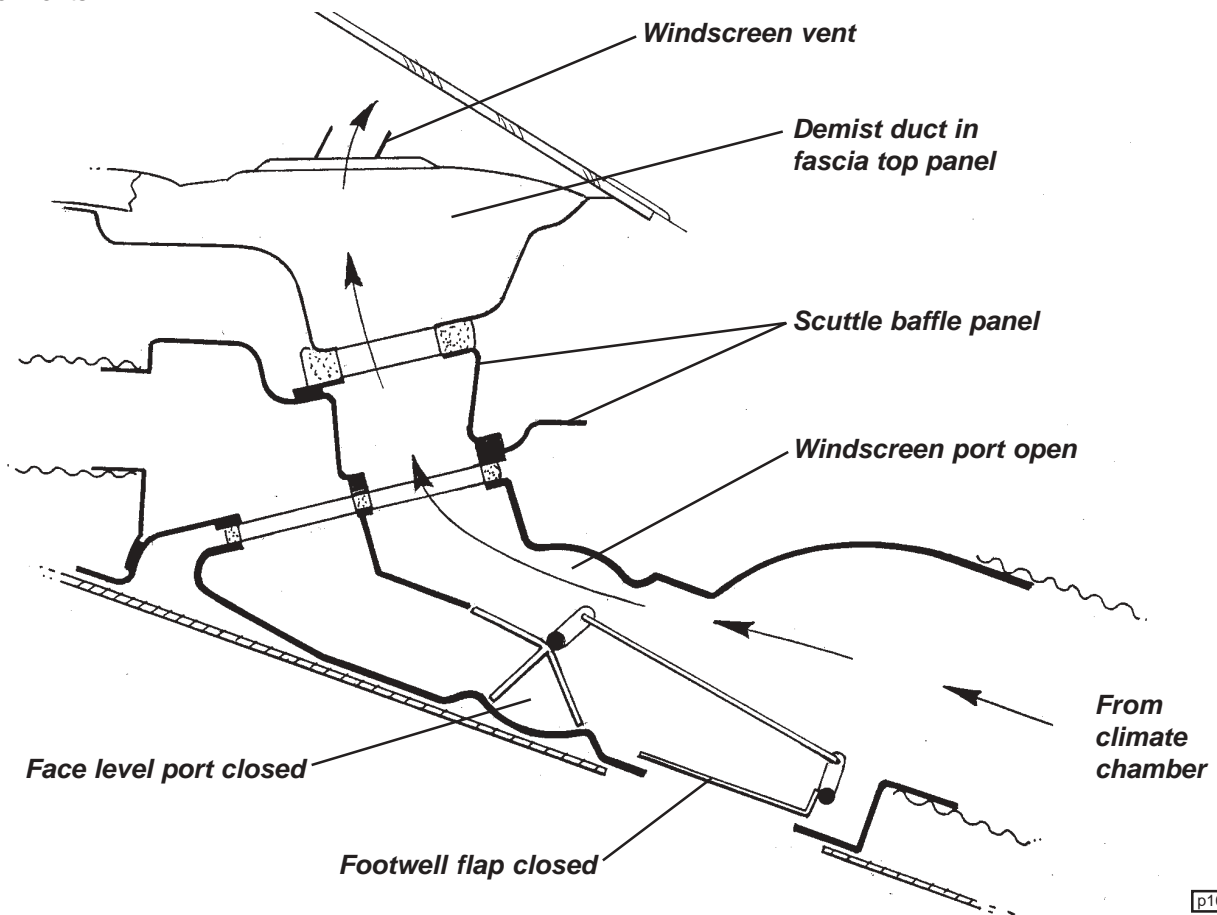 Windscreen vent
Demist duct in
fascia top panel
Scuttle baffle panel
Windscreen port open
From
climate
chamber
Face level port closed
Footwell flap closed